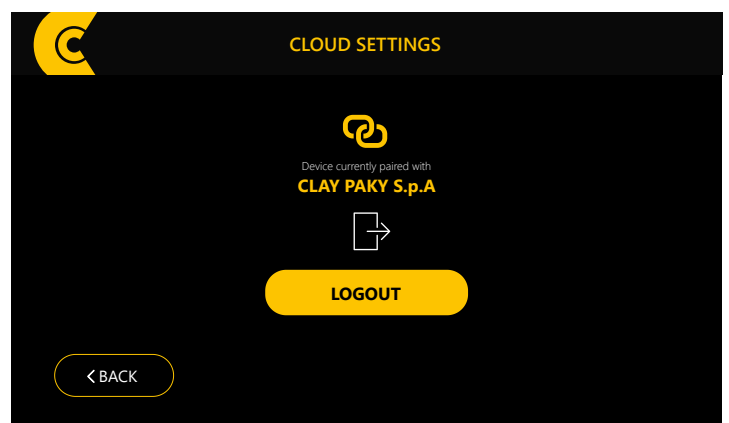 CLOUD SETTINGS
Device currently paired with
CLAY PAKY S.p.A
LOGOUT
BACK